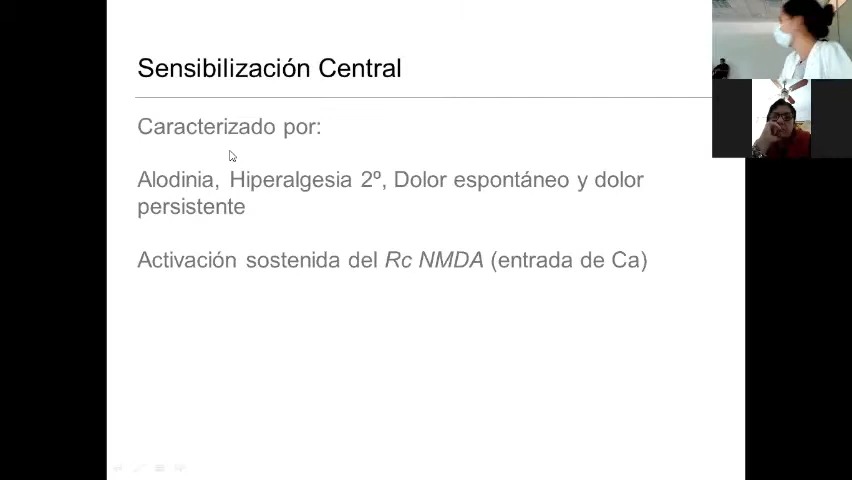 Sensibilización Central
Caracterizado por:
Alodinia, Hiperalgesia 2º, Dolor espontáneo y dolor
persistente
Activación sostenida del Rc NMDA (entrada de Ca)